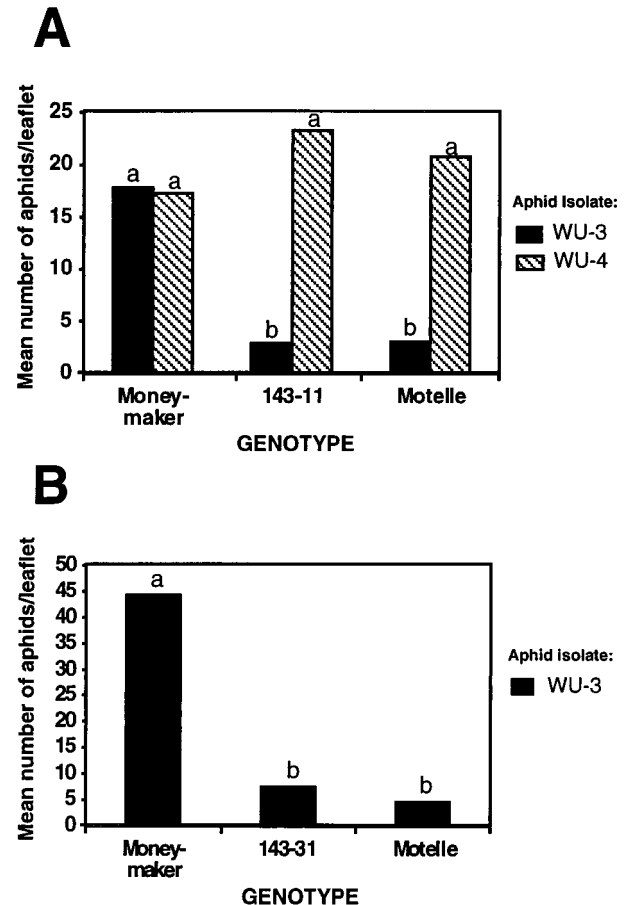 A
Mean number of aphids/leaflet
25
20
15
10
5
0
a
a
b
a
b
a
Money-
maker
143-11
Motelle
GENOTYPE
Aphid Isolate:
WU-3
WU-4
B
Mean number of aphids/leaflet
50
45
40
35
30
25
20
15
10
5
0
a
b
b
Money-
maker
143-31
Motelle
GENOTYPE
Aphid isolate:
WU-3